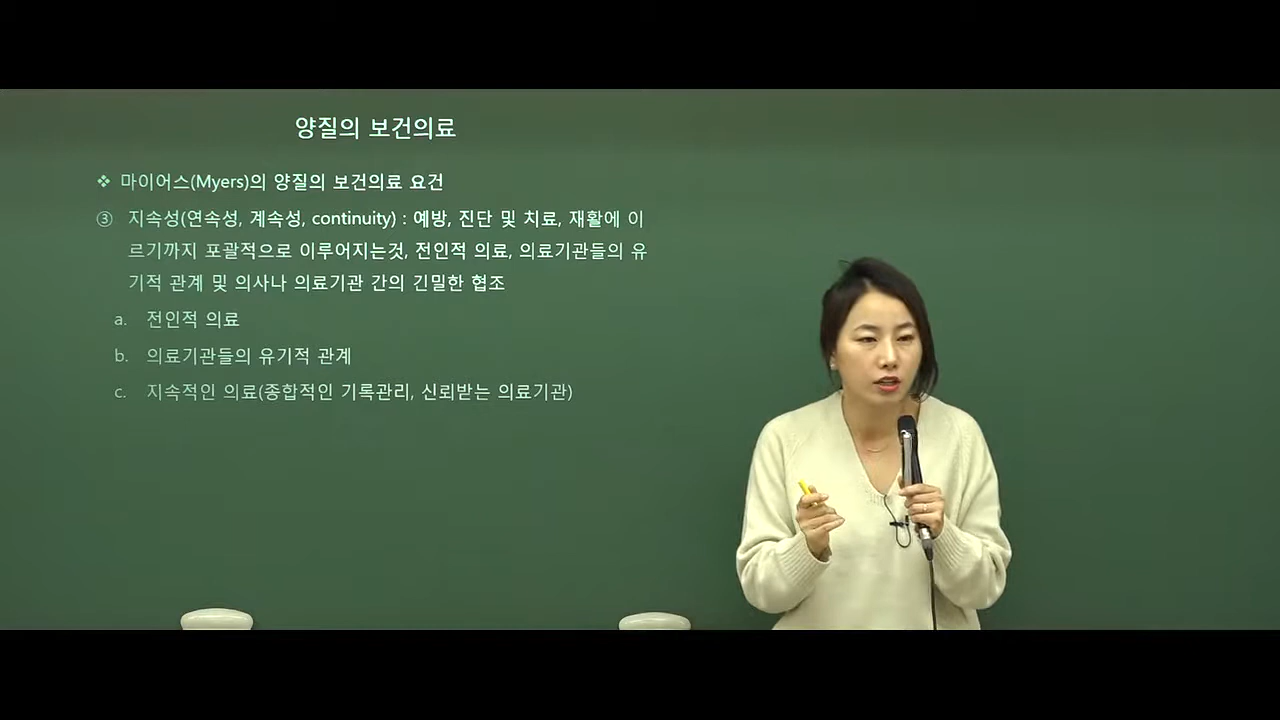 양질의 보건의료
❖ 마이어스(Myers)의 양질의 보건의료 요건
③ 지속성(연속성, 계속성, continuity) : 예방, 진단 및 치료, 재활에 이
르기까지 포괄적으로 이루어지는것, 전인적 의료, 의료기관들의 유
기적 관계 및 의사나 의료기관 간의 긴밀한 협조
a. 전인적 의료
b. 의료기관들의 유기적 관계
c. 지속적인 의료(종합적인 기록관리, 신뢰받는 의료기관)